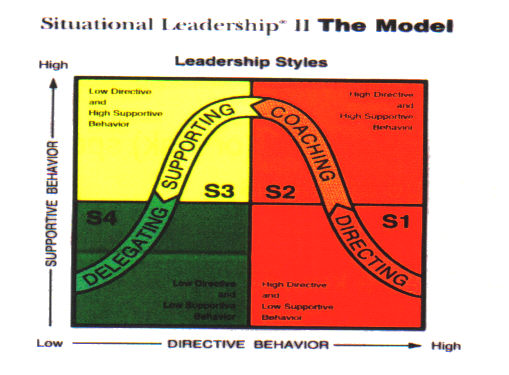 Situational Leadership® II The Model
Leadership Styles
High
Low Directive
and
High Supportive
Behavior
High Directive
and
High Supportive
Behavior
SUPPORTING
COACHING
S3
S2
S4
S1
DELEGATING
DIRECTING
SUPPORTIVE BEHAVIOR
Low Directive
and
Low Supportive
Behavior
High Directive
and
Low Supportive
Behavior
Low
DIRECTIVE BEHAVIOR
High